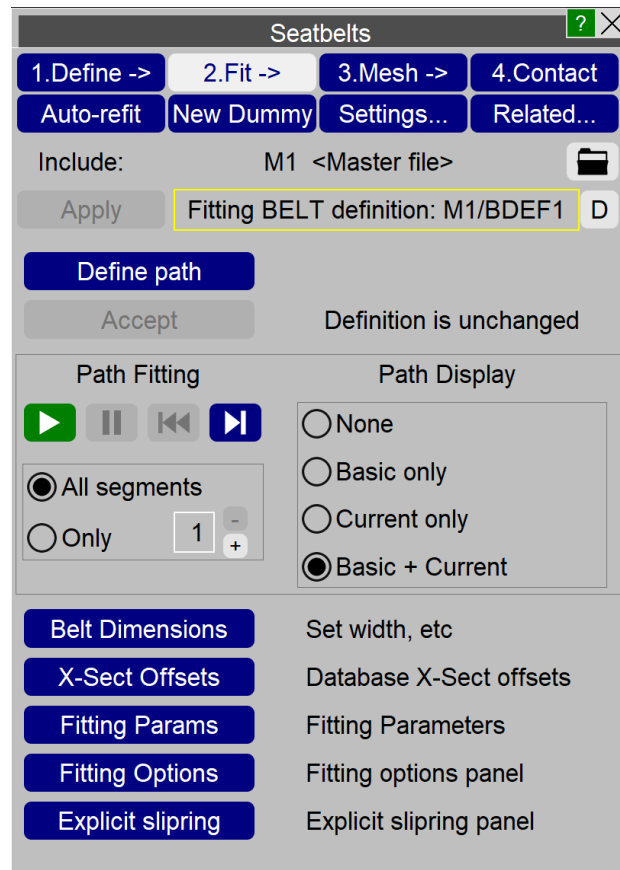 Seatbelts ?
1.Define -> 2.Fit -> 3.Mesh -> 4.Contact
Auto-refit New Dummy Settings... Related...
Include: M1 <Master file>
Apply Fitting BELT definition: M1/BDEF1 D
Define path
Accept Definition is unchanged
Path Fitting Path Display
None
All segments Basic only
Only 1 - + Current only
Basic + Current
Belt Dimensions Set width, etc
X-Sect Offsets Database X-Sect offsets
Fitting Params Fitting Parameters
Fitting Options Fitting options panel
Explicit slipring Explicit slipring panel